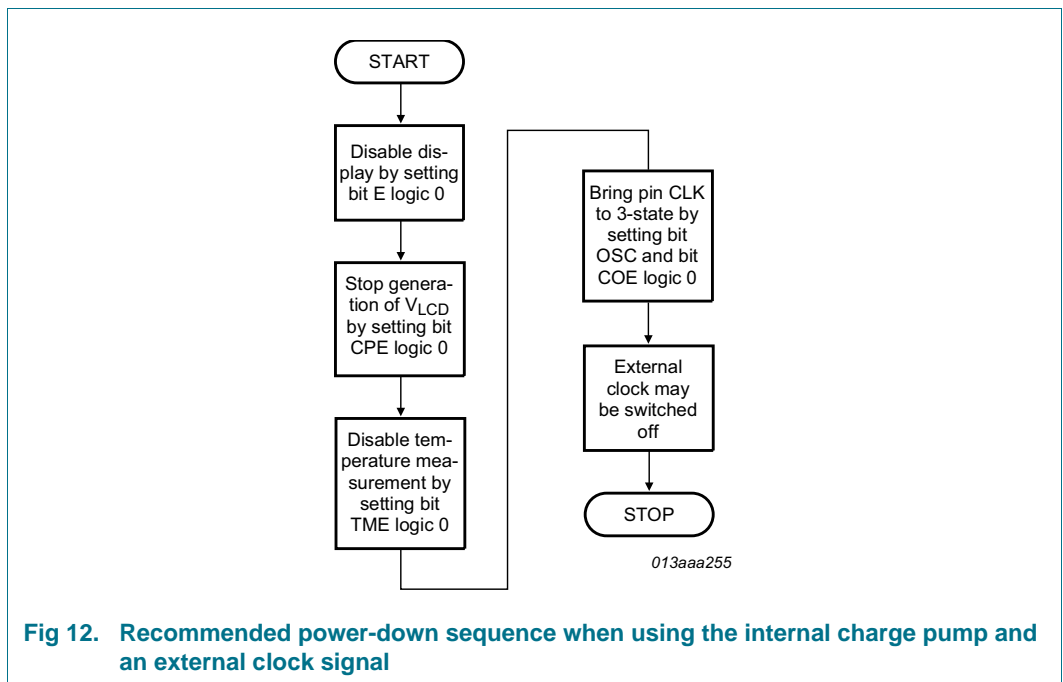 START
Disable dis-
play by setting
bit E logic 0
Stop genera-
tion of VLCD
by setting bit
CPE logic 0
Disable tem-
perature mea-
surement by
setting bit
TME logic 0
Bring pin CLK
to 3-state by
setting bit
OSC and bit
COE logic 0
External
clock may
be switched
off
STOP
013aaa255
Fig 12. Recommended power-down sequence when using the internal charge pump and
an external clock signal